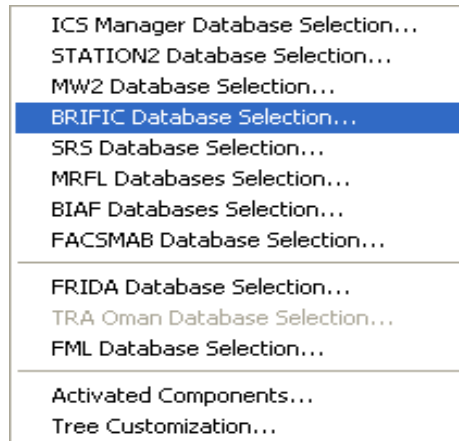 ICS Manager Database Selection...
STATION2 Database Selection...
MW2 Database Selection...
BRIFIC Database Selection...
SRS Database Selection...
MRFL Databases Selection...
BIAF Databases Selection...
FACSMAB Database Selection...
FRIDA Database Selection...
TRA Oman Database Selection...
FML Database Selection...
Activated Components...
Tree Customization...